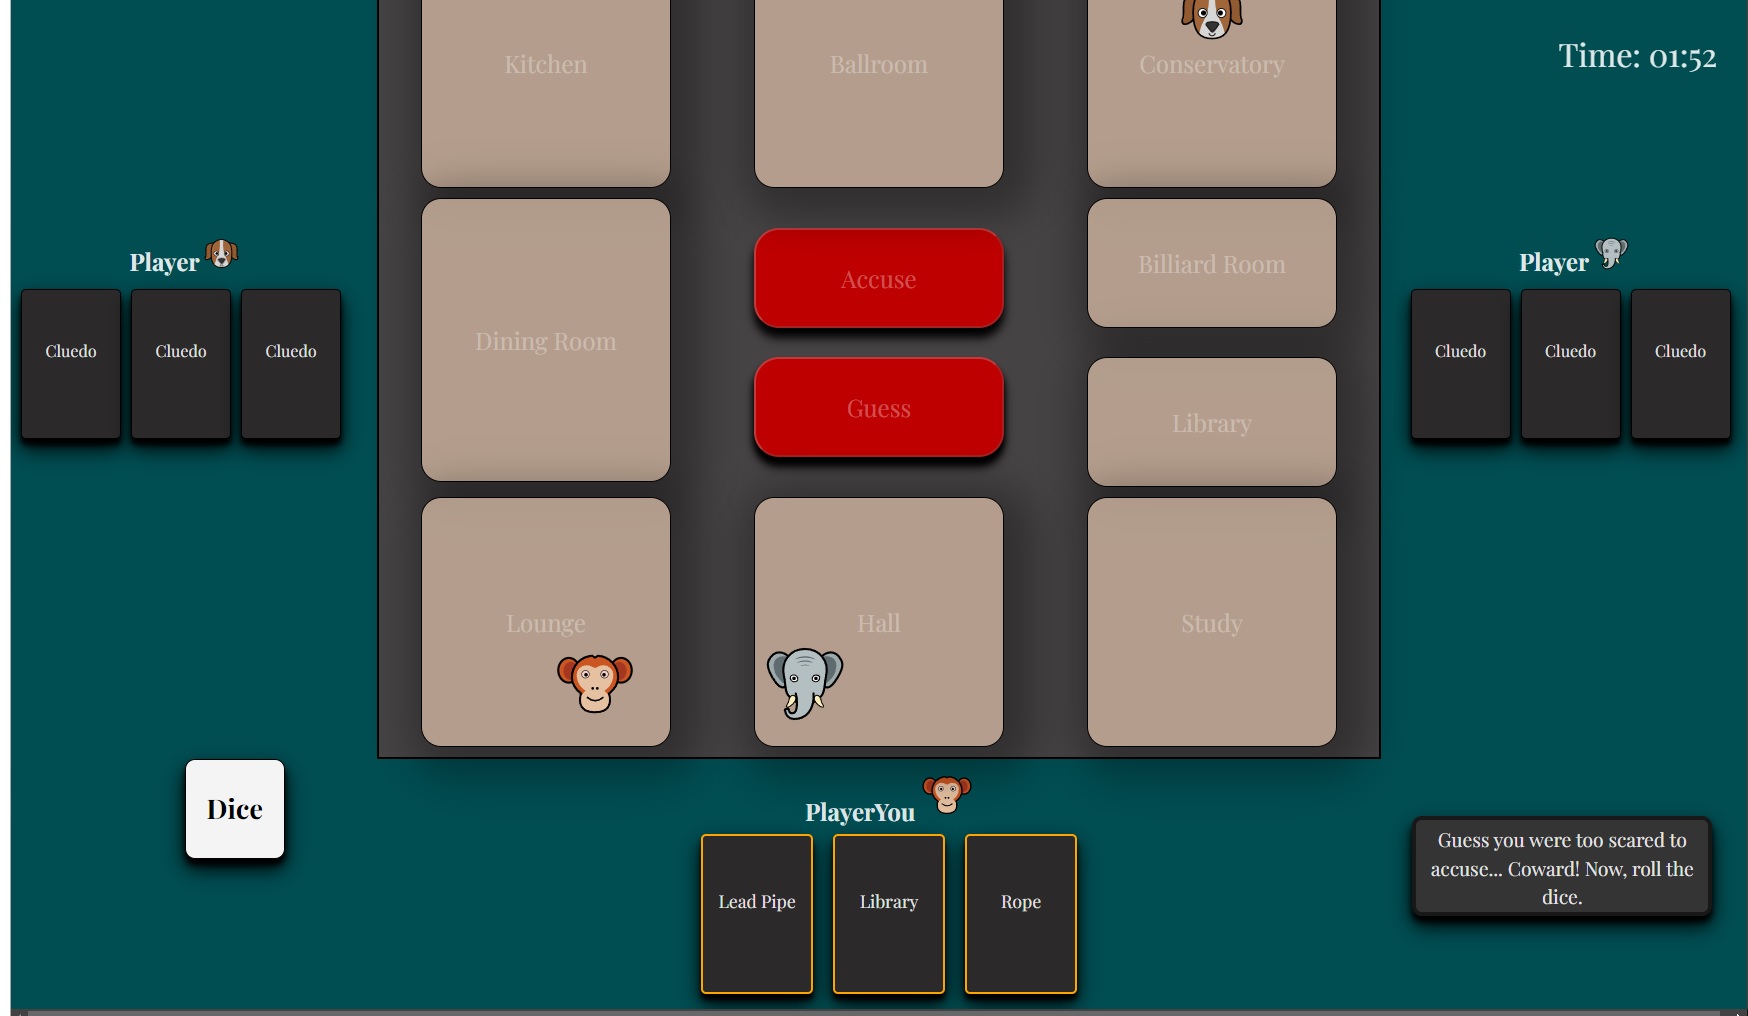 Kitchen
Ballroom
Conservatory
Time: 01:52
Player
Cluedo
Cluedo
Cluedo
Dining Room
Accuse
Guess
Billiard Room
Library
Player
Cluedo
Cluedo
Cluedo
Lounge
Hall
Study
Dice
PlayerYou
Lead Pipe
Library
Rope
Guess you were too scared to
accuse... Coward! Now, roll the
dice.